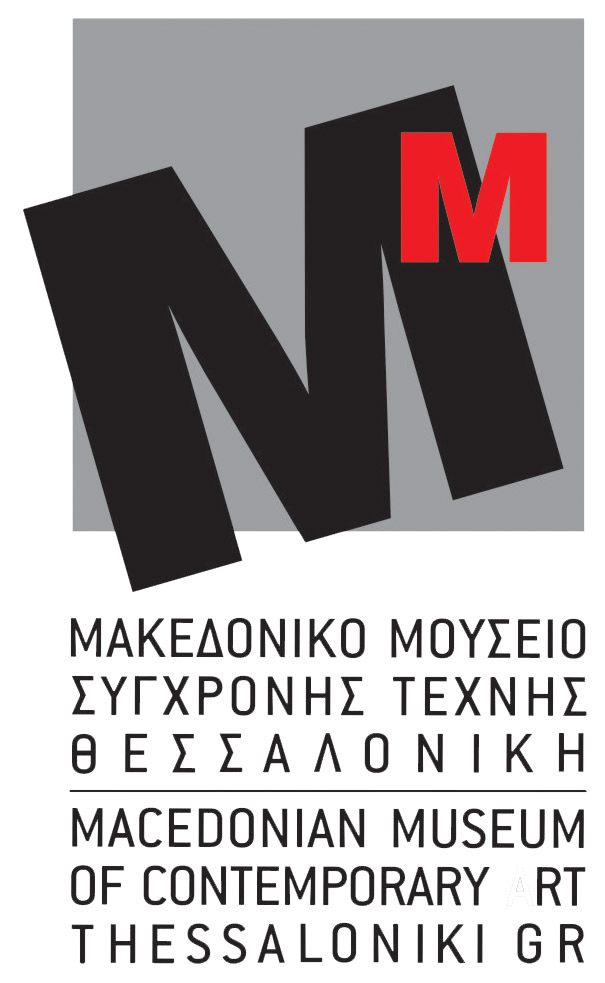 M
M
ΜΑΚΕΔΟΝΙΚΟ ΜΟΥΣΕΙΟ
ΣΥΓΧΡΟΝΗΣ ΤΕΧΝΗΣ
ΘΕΣΣΑΛΟΝΙΚΗ
MACEDONIAN MUSEUM
OF CONTEMPORARY ART
THESSALONIKI GR